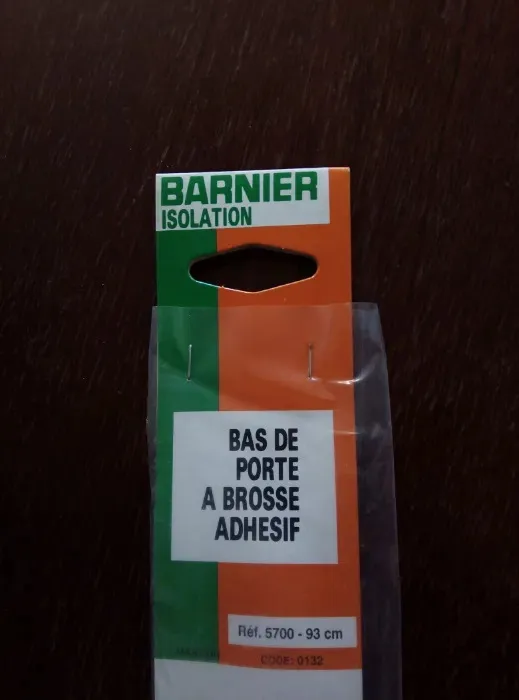 BARNIER
ISOLATION
BAS DE
PORTE
A BROSSE
ADHESIF
Réf. 5700 - 93 cm
CODE: 0132